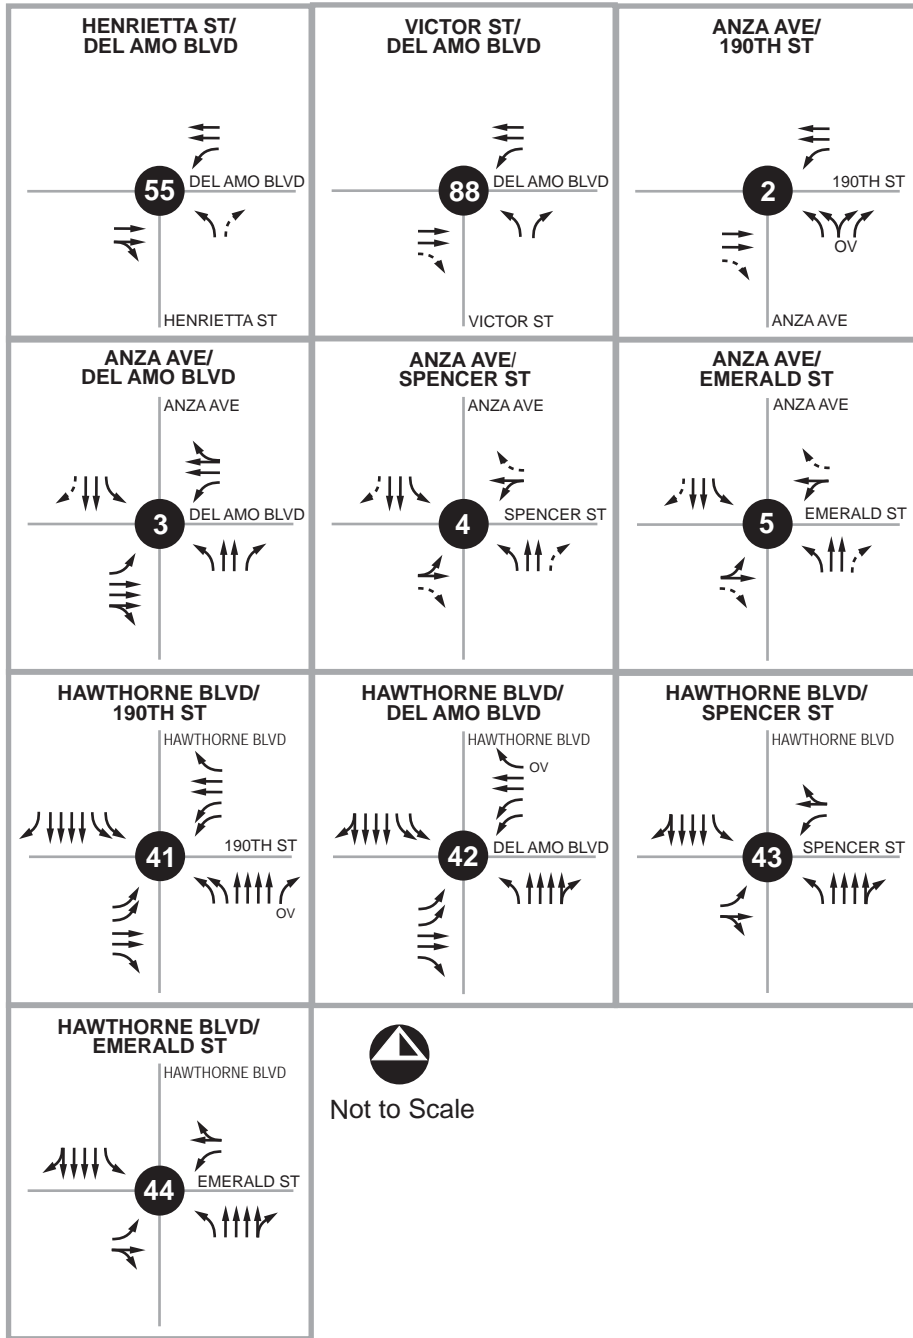 HENRIETTA ST/
DEL AMO BLVD
55
DEL AMO BLVD
HENRIETTA ST
VICTOR ST/
DEL AMO BLVD
88
DEL AMO BLVD
VICTOR ST
ANZA AVE/
190TH ST
2
190TH ST
OV
ANZA AVE
ANZA AVE/
DEL AMO BLVD
ANZA AVE
3
DEL AMO BLVD
ANZA AVE/
SPENCER ST
ANZA AVE
4
SPENCER ST
ANZA AVE/
EMERALD ST
ANZA AVE
5
EMERALD ST
HAWTHORNE BLVD/
190TH ST
HAWTHORNE BLVD
41
190TH ST
OV
HAWTHORNE BLVD/
DEL AMO BLVD
HAWTHORNE BLVD
OV
42
DEL AMO BLVD
HAWTHORNE BLVD/
SPENCER ST
HAWTHORNE BLVD
43
SPENCER ST
HAWTHORNE BLVD/
EMERALD ST
HAWTHORNE BLVD
44
EMERALD ST
Not to Scale